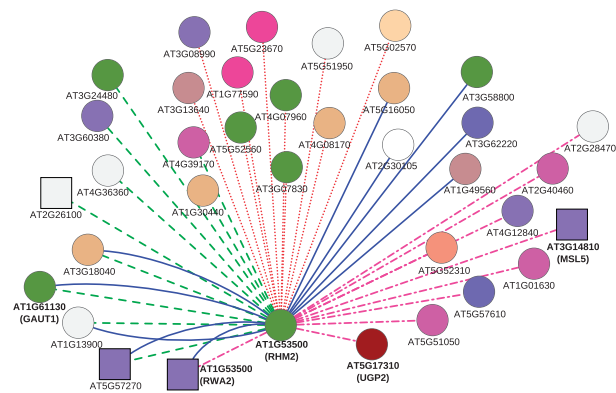 AT3G08990
AT5G23670
AT5G51950
AT5G02570
AT3G24480
AT1G77590
AT3G13640
AT4G07960
AT5G16050
AT3G58800
AT3G60380
AT5G52560
AT4G08170
AT3G62220
AT2G28470
AT4G39170
AT2G30105
AT4G36360
AT3G07830
AT1G49560
AT2G40460
AT1G30440
AT2G26100
AT4G12840
AT3G14810
(MSL5)
AT3G18040
AT5G52310
AT1G01630
AT1G61130
(GAUT1)
AT5G57610
AT1G13900
AT1G53500
(RHM2)
AT5G51050
AT5G57270
AT1G53500
(RWA2)
AT5G17310
(UGP2)